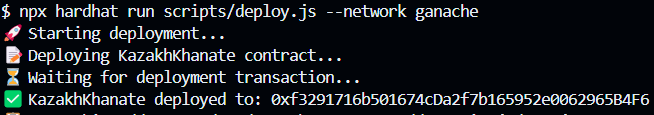 $ npx hardhat run scripts/deploy.js --network ganache
🚀 Starting deployment...
📝 Deploying KazakhKhanate contract...
⏳ Waiting for deployment transaction...
✅ KazakhKhanate deployed to: 0xf3291716b501674cDa2f7b165952e0062965B4F6